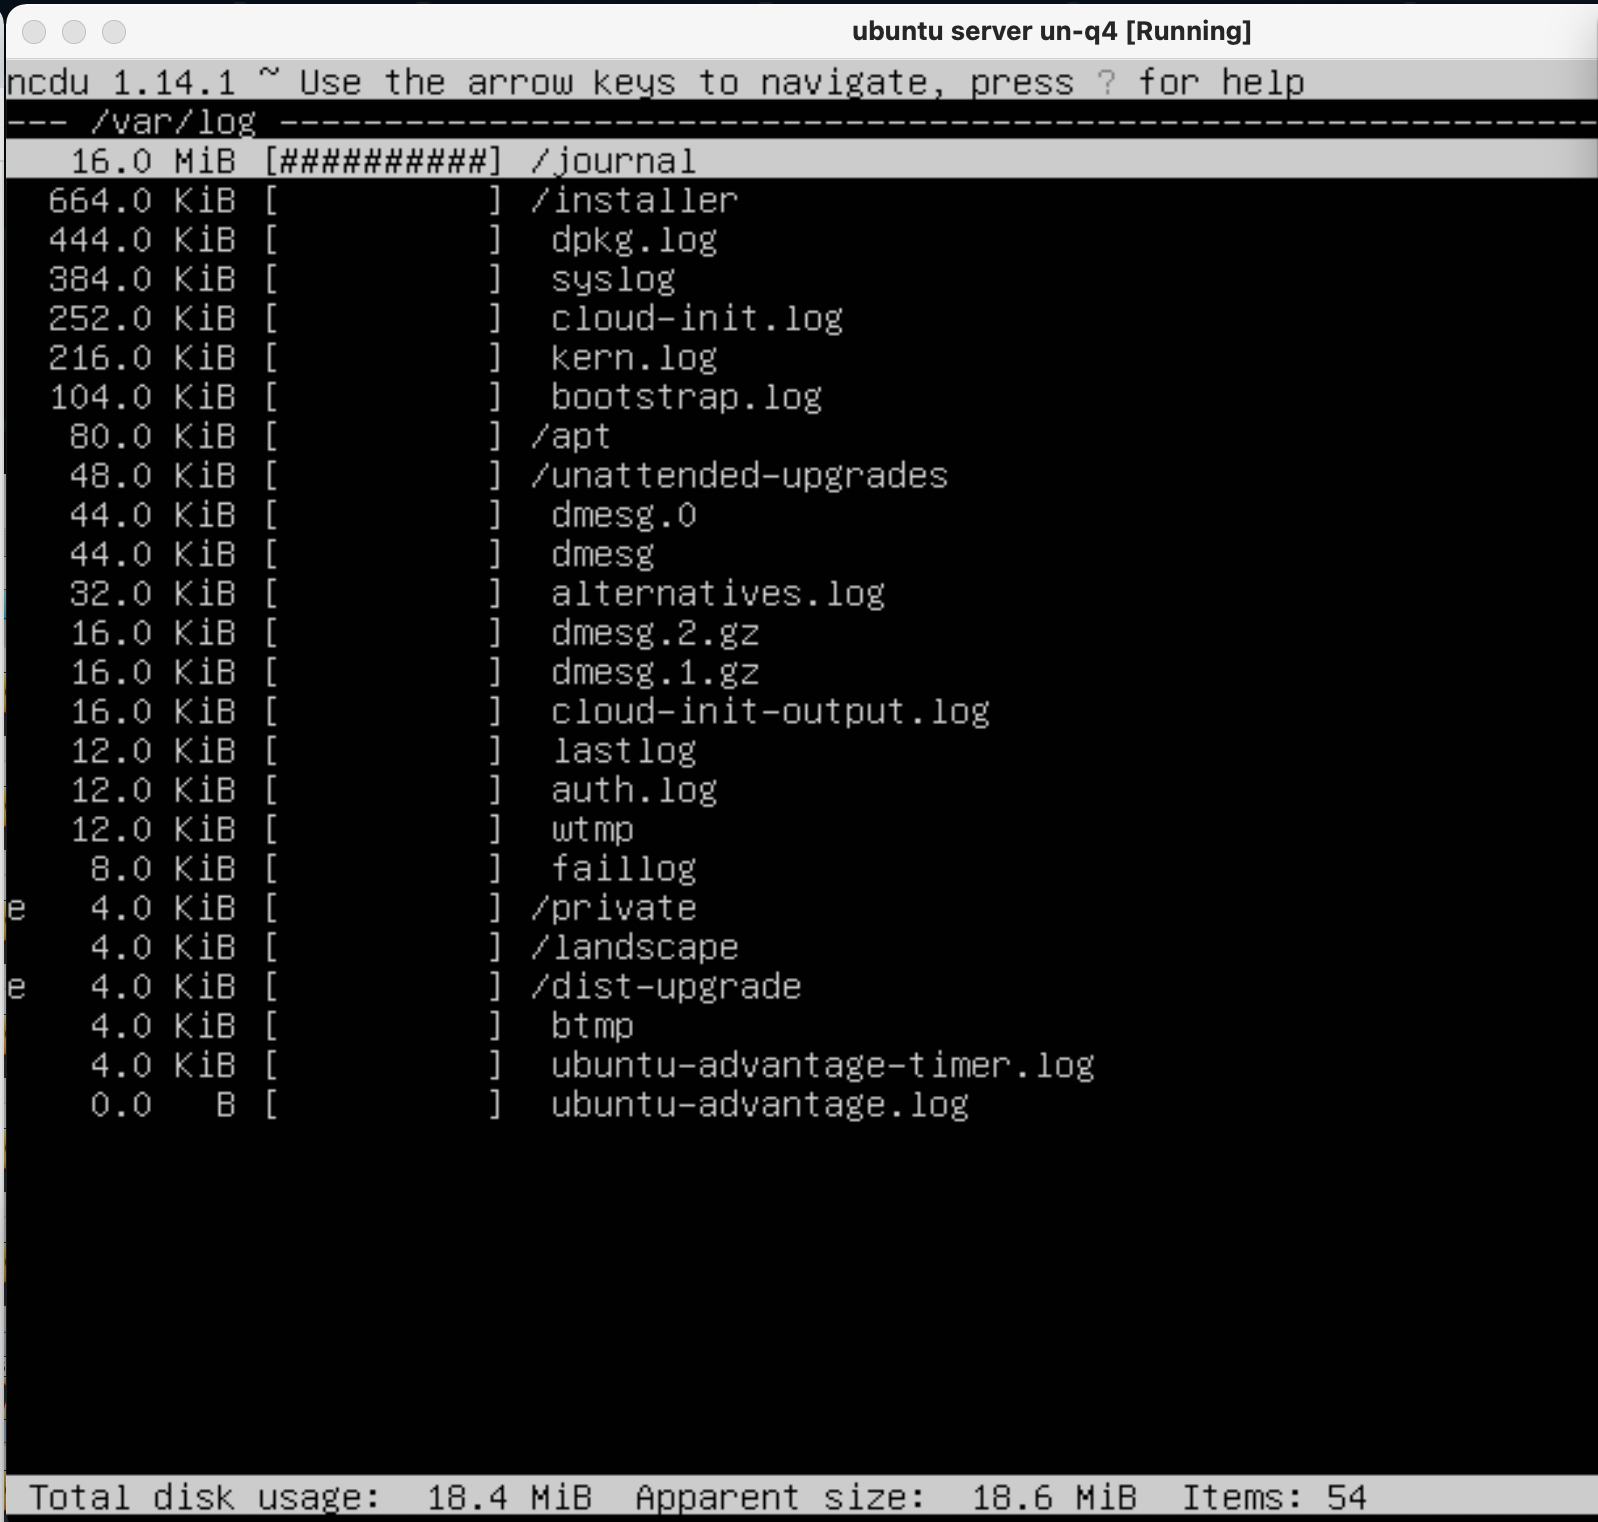 ubuntu server un-q4 [Running]
ncdu 1.14.1 ~ Use the arrow keys to navigate, press ? for help
--- /var/log ---------------------------------------------------------------
16.0 MiB [##########] /journal
664.0 KiB [          ] /installer
444.0 KiB [          ]  dpkg.log
384.0 KiB [          ]  syslog
252.0 KiB [          ]  cloud-init.log
216.0 KiB [          ]  kern.log
104.0 KiB [          ]  bootstrap.log
80.0 KiB [          ] /apt
48.0 KiB [          ] /unattended-upgrades
44.0 KiB [          ]  dmesg.0
44.0 KiB [          ]  dmesg
32.0 KiB [          ]  alternatives.log
16.0 KiB [          ]  dmesg.2.gz
16.0 KiB [          ]  dmesg.1.gz
16.0 KiB [          ]  cloud-init-output.log
12.0 KiB [          ]  lastlog
12.0 KiB [          ]  auth.log
12.0 KiB [          ]  wtmp
8.0 KiB [          ]  faillog
e 4.0 KiB [          ] /private
4.0 KiB [          ] /landscape
e 4.0 KiB [          ] /dist-upgrade
4.0 KiB [          ]  btmp
4.0 KiB [          ]  ubuntu-advantage-timer.log
0.0   B [          ]  ubuntu-advantage.log
Total disk usage:  18.4 MiB  Apparent size:  18.6 MiB  Items: 54